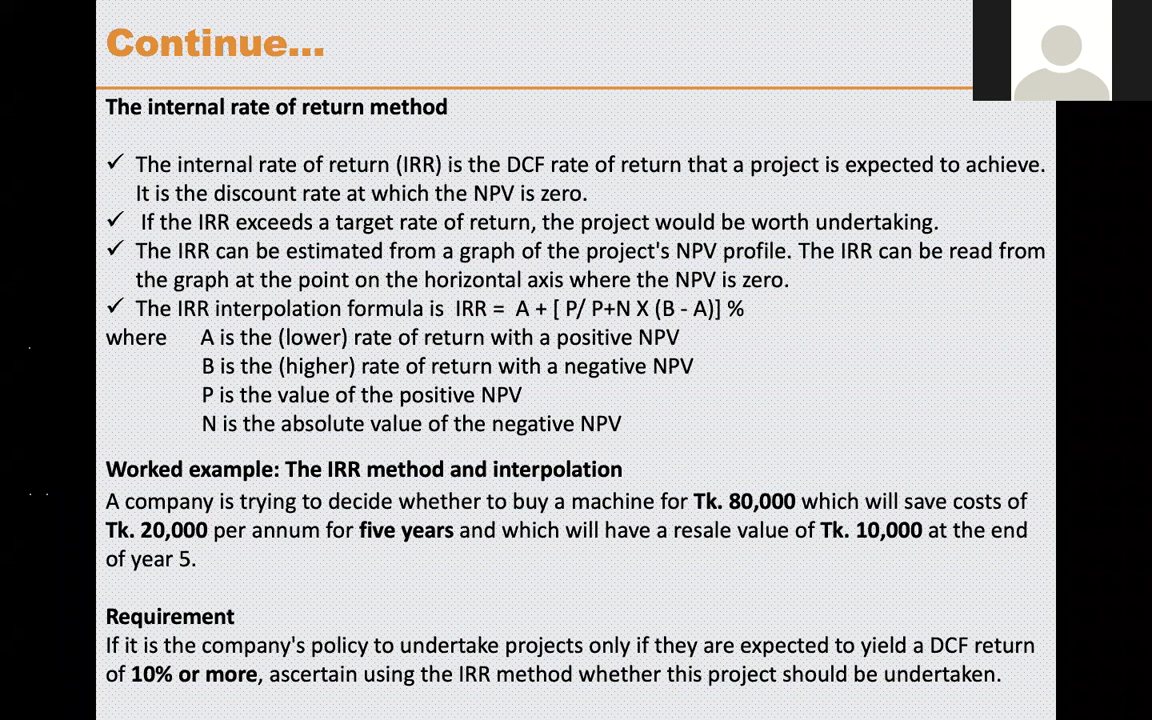 Continue...
The internal rate of return method
✓ The internal rate of return (IRR) is the DCF rate of return that a project is expected to achieve.
It is the discount rate at which the NPV is zero.
✓ If the IRR exceeds a target rate of return, the project would be worth undertaking.
✓ The IRR can be estimated from a graph of the project's NPV profile. The IRR can be read from
the graph at the point on the horizontal axis where the NPV is zero.
✓ The IRR interpolation formula is IRR = A + [ P/ P+N X (B - A)] %
where A is the (lower) rate of return with a positive NPV
B is the (higher) rate of return with a negative NPV
P is the value of the positive NPV
N is the absolute value of the negative NPV
Worked example: The IRR method and interpolation
A company is trying to decide whether to buy a machine for Tk. 80,000 which will save costs of
Tk. 20,000 per annum for five years and which will have a resale value of Tk. 10,000 at the end
of year 5.
Requirement
If it is the company's policy to undertake projects only if they are expected to yield a DCF return
of 10% or more, ascertain using the IRR method whether this project should be undertaken.